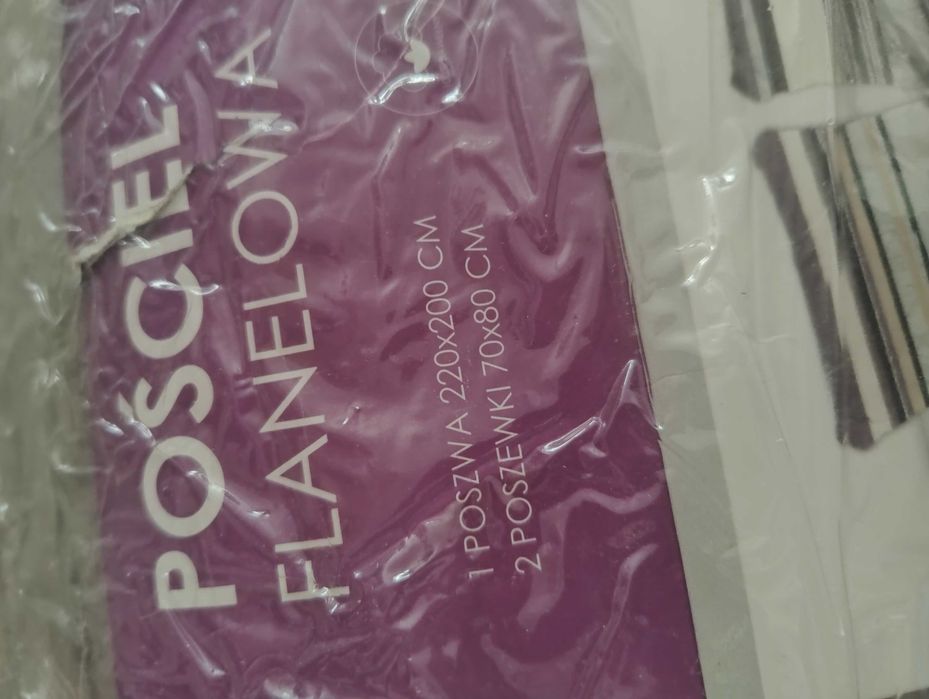 POŚCIEL
FLANELOWA
1 POSZWA 220x200 CM
2 POSZEWKI 70x80 CM